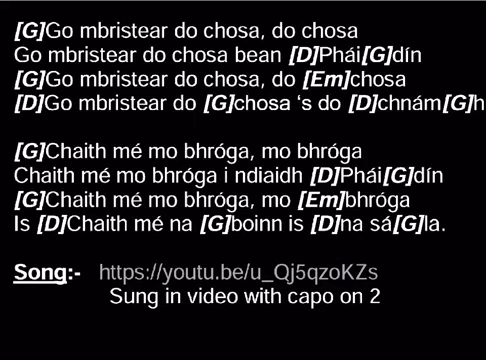 [G]Go mbristear do chosa, do chosa
Go mbristear do chosa bean [D]Phái[G]dín
[G]Go mbristear do chosa, do [Em]chosa
[D]Go mbristear do [G]chosa ‘s do [D]chnám[G]h
[G]Chaith mé mo bhróga, mo bhróga
Chaith mé mo bhróga i ndiaidh [D]Phái[G]dín
[G]Chaith mé mo bhróga, mo [Em]bhróga
Is [D]Chaith mé na [G]boinn is [D]na sá[G]la.
Song:- https://youtu.be/u_Qj5qzoKZs
Sung in video with capo on 2